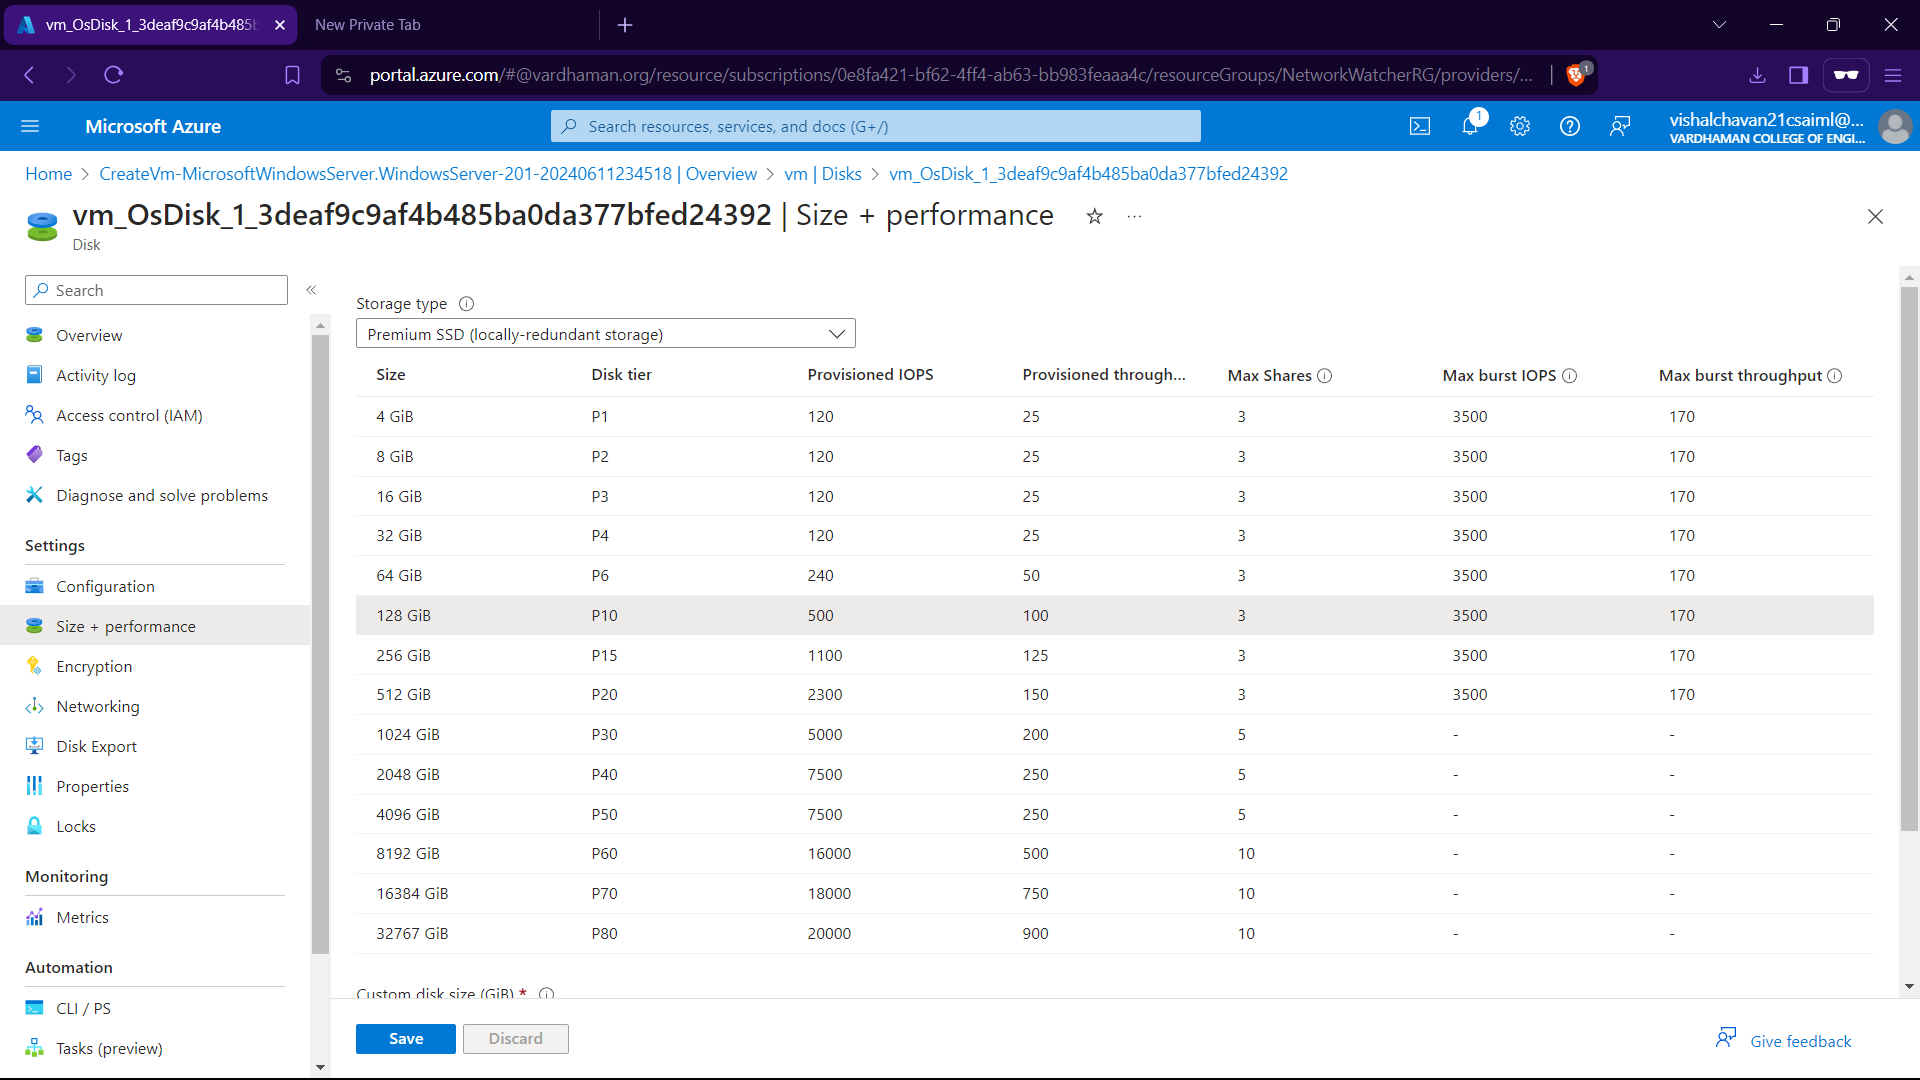 vm_OsDisk_1_3deaf9c9af4b485b
New Private Tab
portal.azure.com/#@vardhaman.org/resource/subscriptions/0e8fa421-bf62-4ff4-ab63-bb983feaaa4c/resourceGroups/NetworkWatcherRG/providers/...
1
Microsoft Azure
Search resources, services, and docs (G+/)
1
vishalchavan21csaiml@...
VARDHAMAN COLLEGE OF ENGI...
Home > CreateVm-MicrosoftWindowsServer.WindowsServer-201-20240611234518 | Overview > vm | Disks > vm_OsDisk_1_3deaf9c9af4b485ba0da377bfed24392
vm_OsDisk_1_3deaf9c9af4b485ba0da377bfed24392 | Size + performance
Disk
Search
Overview
Activity log
Access control (IAM)
Tags
Diagnose and solve problems
Settings
Configuration
Size + performance
Encryption
Networking
Disk Export
Properties
Locks
Monitoring
Metrics
Automation
CLI / PS
Tasks (preview)
Storage type
Premium SSD (locally-redundant storage)
Size Disk tier Provisioned IOPS Provisioned through... Max Shares Max burst IOPS Max burst throughput
4 GiB P1 120 25 3 3500 170
8 GiB P2 120 25 3 3500 170
16 GiB P3 120 25 3 3500 170
32 GiB P4 120 25 3 3500 170
64 GiB P6 240 50 3 3500 170
128 GiB P10 500 100 3 3500 170
256 GiB P15 1100 125 3 3500 170
512 GiB P20 2300 150 3 3500 170
1024 GiB P30 5000 200 5 - -
2048 GiB P40 7500 250 5 - -
4096 GiB P50 7500 250 5 - -
8192 GiB P60 16000 500 10 - -
16384 GiB P70 18000 750 10 - -
32767 GiB P80 20000 900 10 - -
Custom disk size (GiB) *
Save
Discard
Give feedback